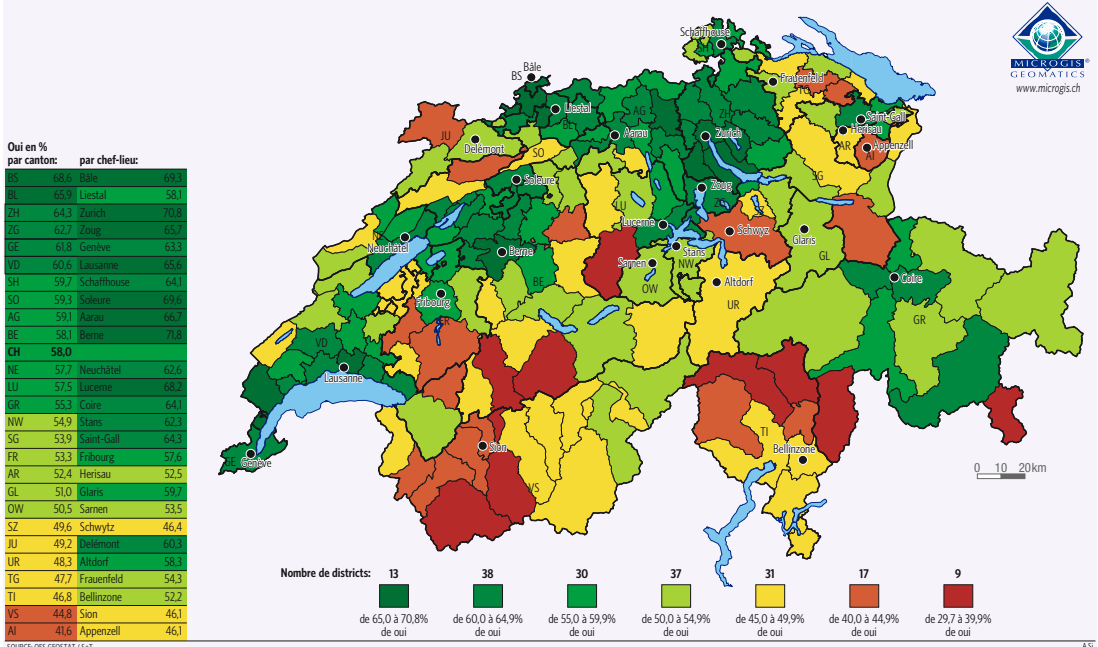 MICROGIS®
GEOMATICS
www.microgis.ch
Oui en %
par canton: par chef-lieu:
BS 68,6 Bâle 69,3
BL 65,9 Liestal 58,1
ZH 64,3 Zurich 70,8
ZG 62,7 Zoug 65,7
GE 61,8 Genève 63,3
VD 60,6 Lausanne 65,6
SH 59,7 Schaffhouse 64,1
SO 59,3 Soleure 69,6
AG 59,1 Aarau 66,7
BE 58,1 Berne 71,8
CH 58,0
NE 57,7 Neuchâtel 62,6
LU 57,5 Lucerne 68,2
GR 55,3 Coire 64,1
NW 54,9 Stans 62,3
SG 53,9 Saint-Gall 64,3
FR 53,3 Fribourg 57,6
AR 52,4 Herisau 52,5
GL 51,0 Glaris 59,7
OW 50,5 Sarnen 53,5
SZ 49,6 Schwytz 46,4
JU 49,2 Delémont 60,3
UR 48,3 Altdorf 58,3
TG 47,7 Frauenfeld 54,3
TI 46,8 Bellinzone 52,2
VS 44,8 Sion 46,1
AI 41,6 Appenzell 46,1
Schaffhouse
SH
Bâle
BS
Liestal
BL
AG
Aarau
ZH
Zurich
Frauenfeld
TG
Saint-Gall
Herisau
AR
Appenzell
AI
SG
JU
Delémont
SO
Soleure
Zoug
ZG
SZ
LU
Lucerne
Schwyz
Glaris
GL
Stans
NW
Sarnen
OW
Altdorf
UR
NE
Neuchâtel
Berne
BE
Fribourg
FR
Coire
GR
VD
Lausanne
GE
Genève
Sion
VS
TI
Bellinzone
0 10 20 km
Nombre de districts: 13 38 30 37 31 17 9
de 65,0 à 70,8% de 60,0 à 64,9% de 55,0 à 59,9% de 50,0 à 54,9% de 45,0 à 49,9% de 40,0 à 44,9% de 29,7 à 39,9%
de oui de oui de oui de oui de oui de oui de oui